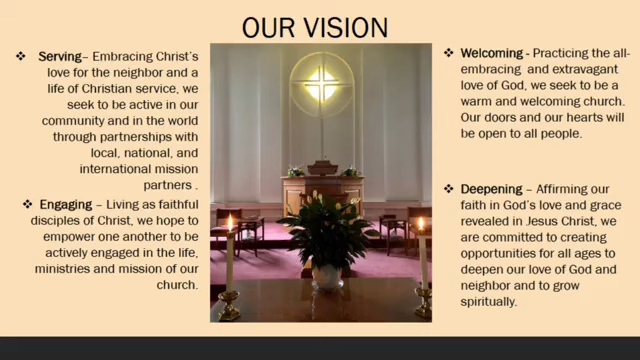 OUR VISION
❖ Serving– Embracing Christ's
love for the neighbor and a
life of Christian service, we
seek to be active in our
community and in the world
through partnerships with
local, national, and
international mission
partners .
❖ Engaging – Living as faithful
disciples of Christ, we hope to
empower one another to be
actively engaged in the life,
ministries and mission of our
church.
❖ Welcoming - Practicing the all-
embracing and extravagant
love of God, we seek to be a
warm and welcoming church.
Our doors and our hearts will
be open to all people.
❖ Deepening – Affirming our
faith in God's love and grace
revealed in Jesus Christ, we
are committed to creating
opportunities for all ages to
deepen our love of God and
neighbor and to grow
spiritually.